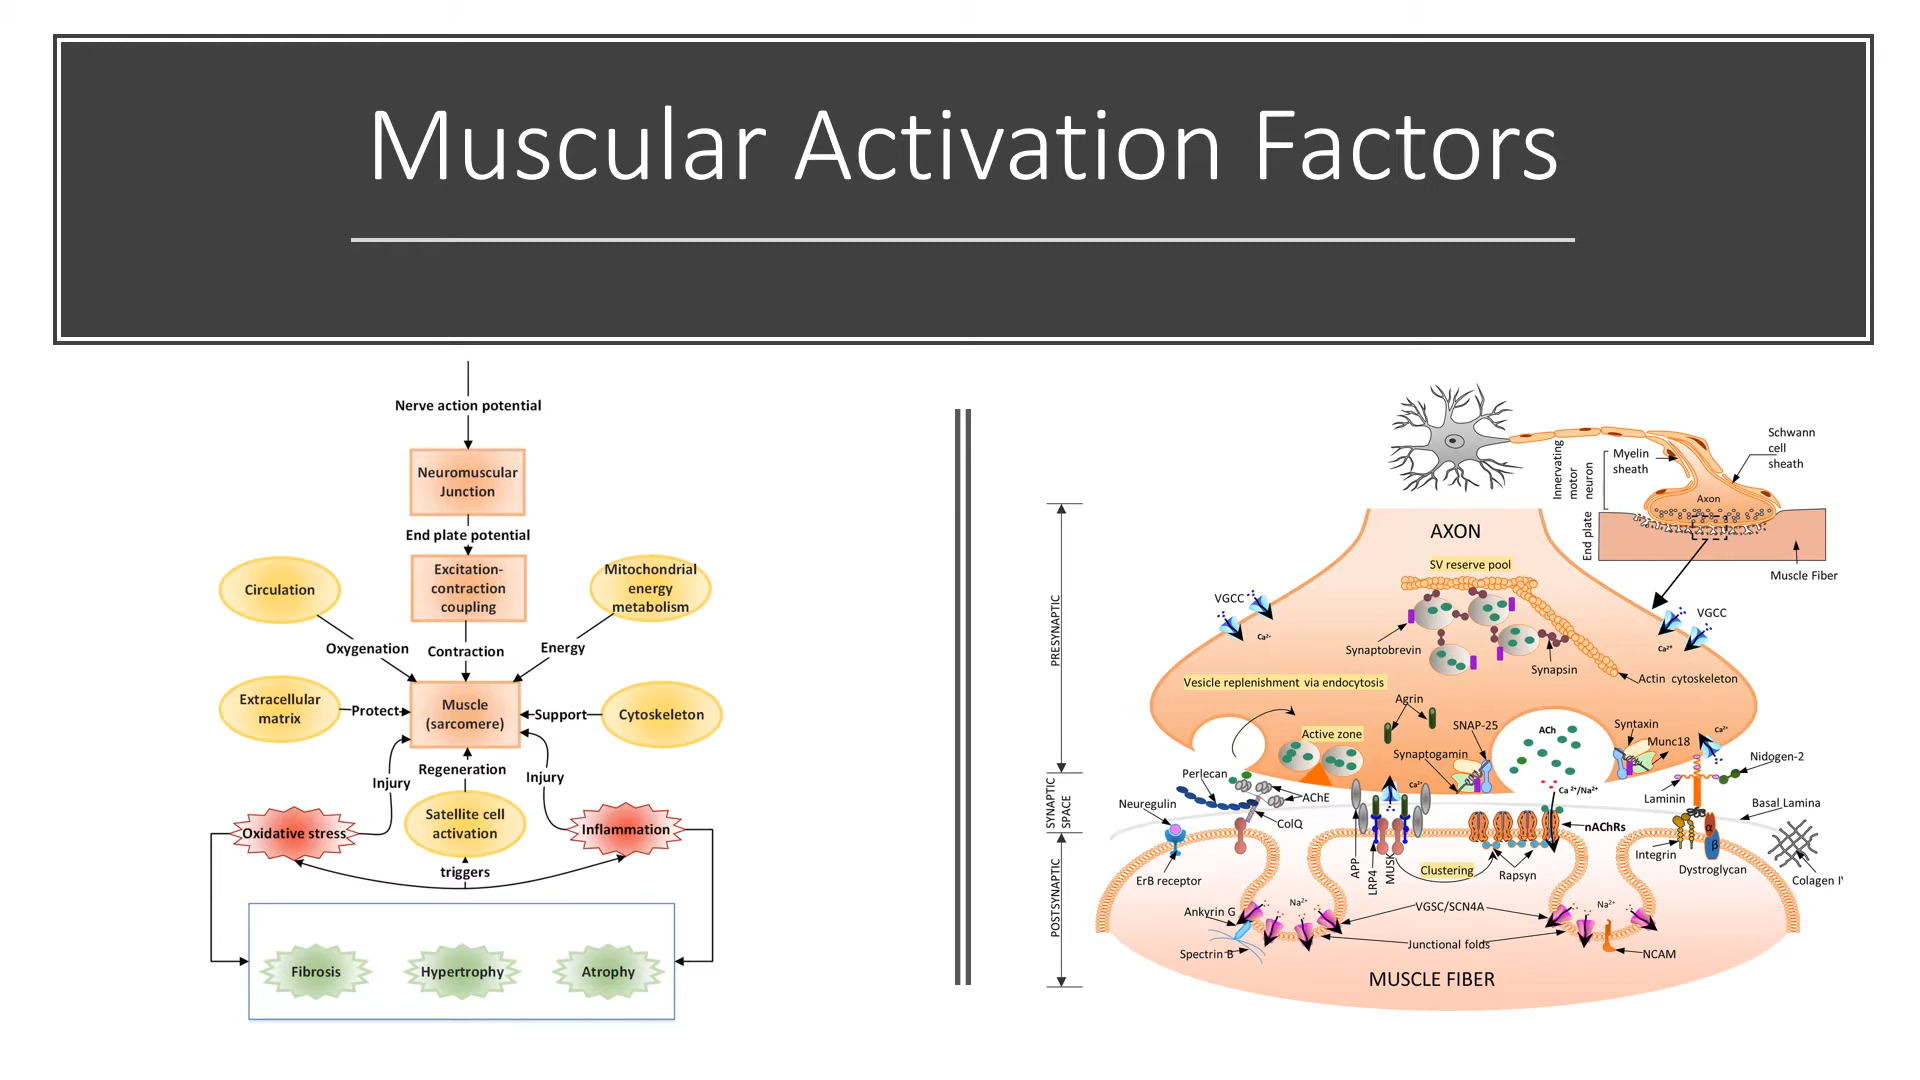 Muscular Activation Factors
Nerve action potential
Neuromuscular
Junction
End plate potential
Excitation-
contraction
coupling
Circulation
Mitochondrial
energy
metabolism
Oxygenation
Contraction
Energy
Extracellular
matrix
Protect
Muscle
(sarcomere)
Support
Cytoskeleton
Injury
Regeneration
Injury
Oxidative stress
Satellite cell
activation
Inflammation
triggers
Fibrosis
Hypertrophy
Atrophy
Innervating
motor
neuron
Myelin
sheath
Schwann
cell
sheath
Axon
End plate
Muscle Fiber
PRESYNAPTIC
SYNAPTIC
SPACE
POSTSYNAPTIC
AXON
SV reserve pool
VGCC
Ca²⁻
VGCC
Ca²⁺
Synaptobrevin
Synapsin
Actin cytoskeleton
Vesicle replenishment via endocytosis
Agrin
SNAP-25
Active zone
Synaptogamin
Ca²⁺
ACh
Syntaxin
Munc18
Ca²⁺
Nidogen-2
Perlecan
AChE
Neuregulin
ColQ
Ca ²⁺/Na²⁺
Laminin
Basal Lamina
nAChRs
APP
LRP4
MUSK
Clustering
Rapsyn
Integrin
α
β
Dystroglycan
Colagen I
ErB receptor
Ankyrin G
Na²⁺
VGSC/SCN4A
Na²⁺
Junctional folds
Spectrin B
NCAM
MUSCLE FIBER